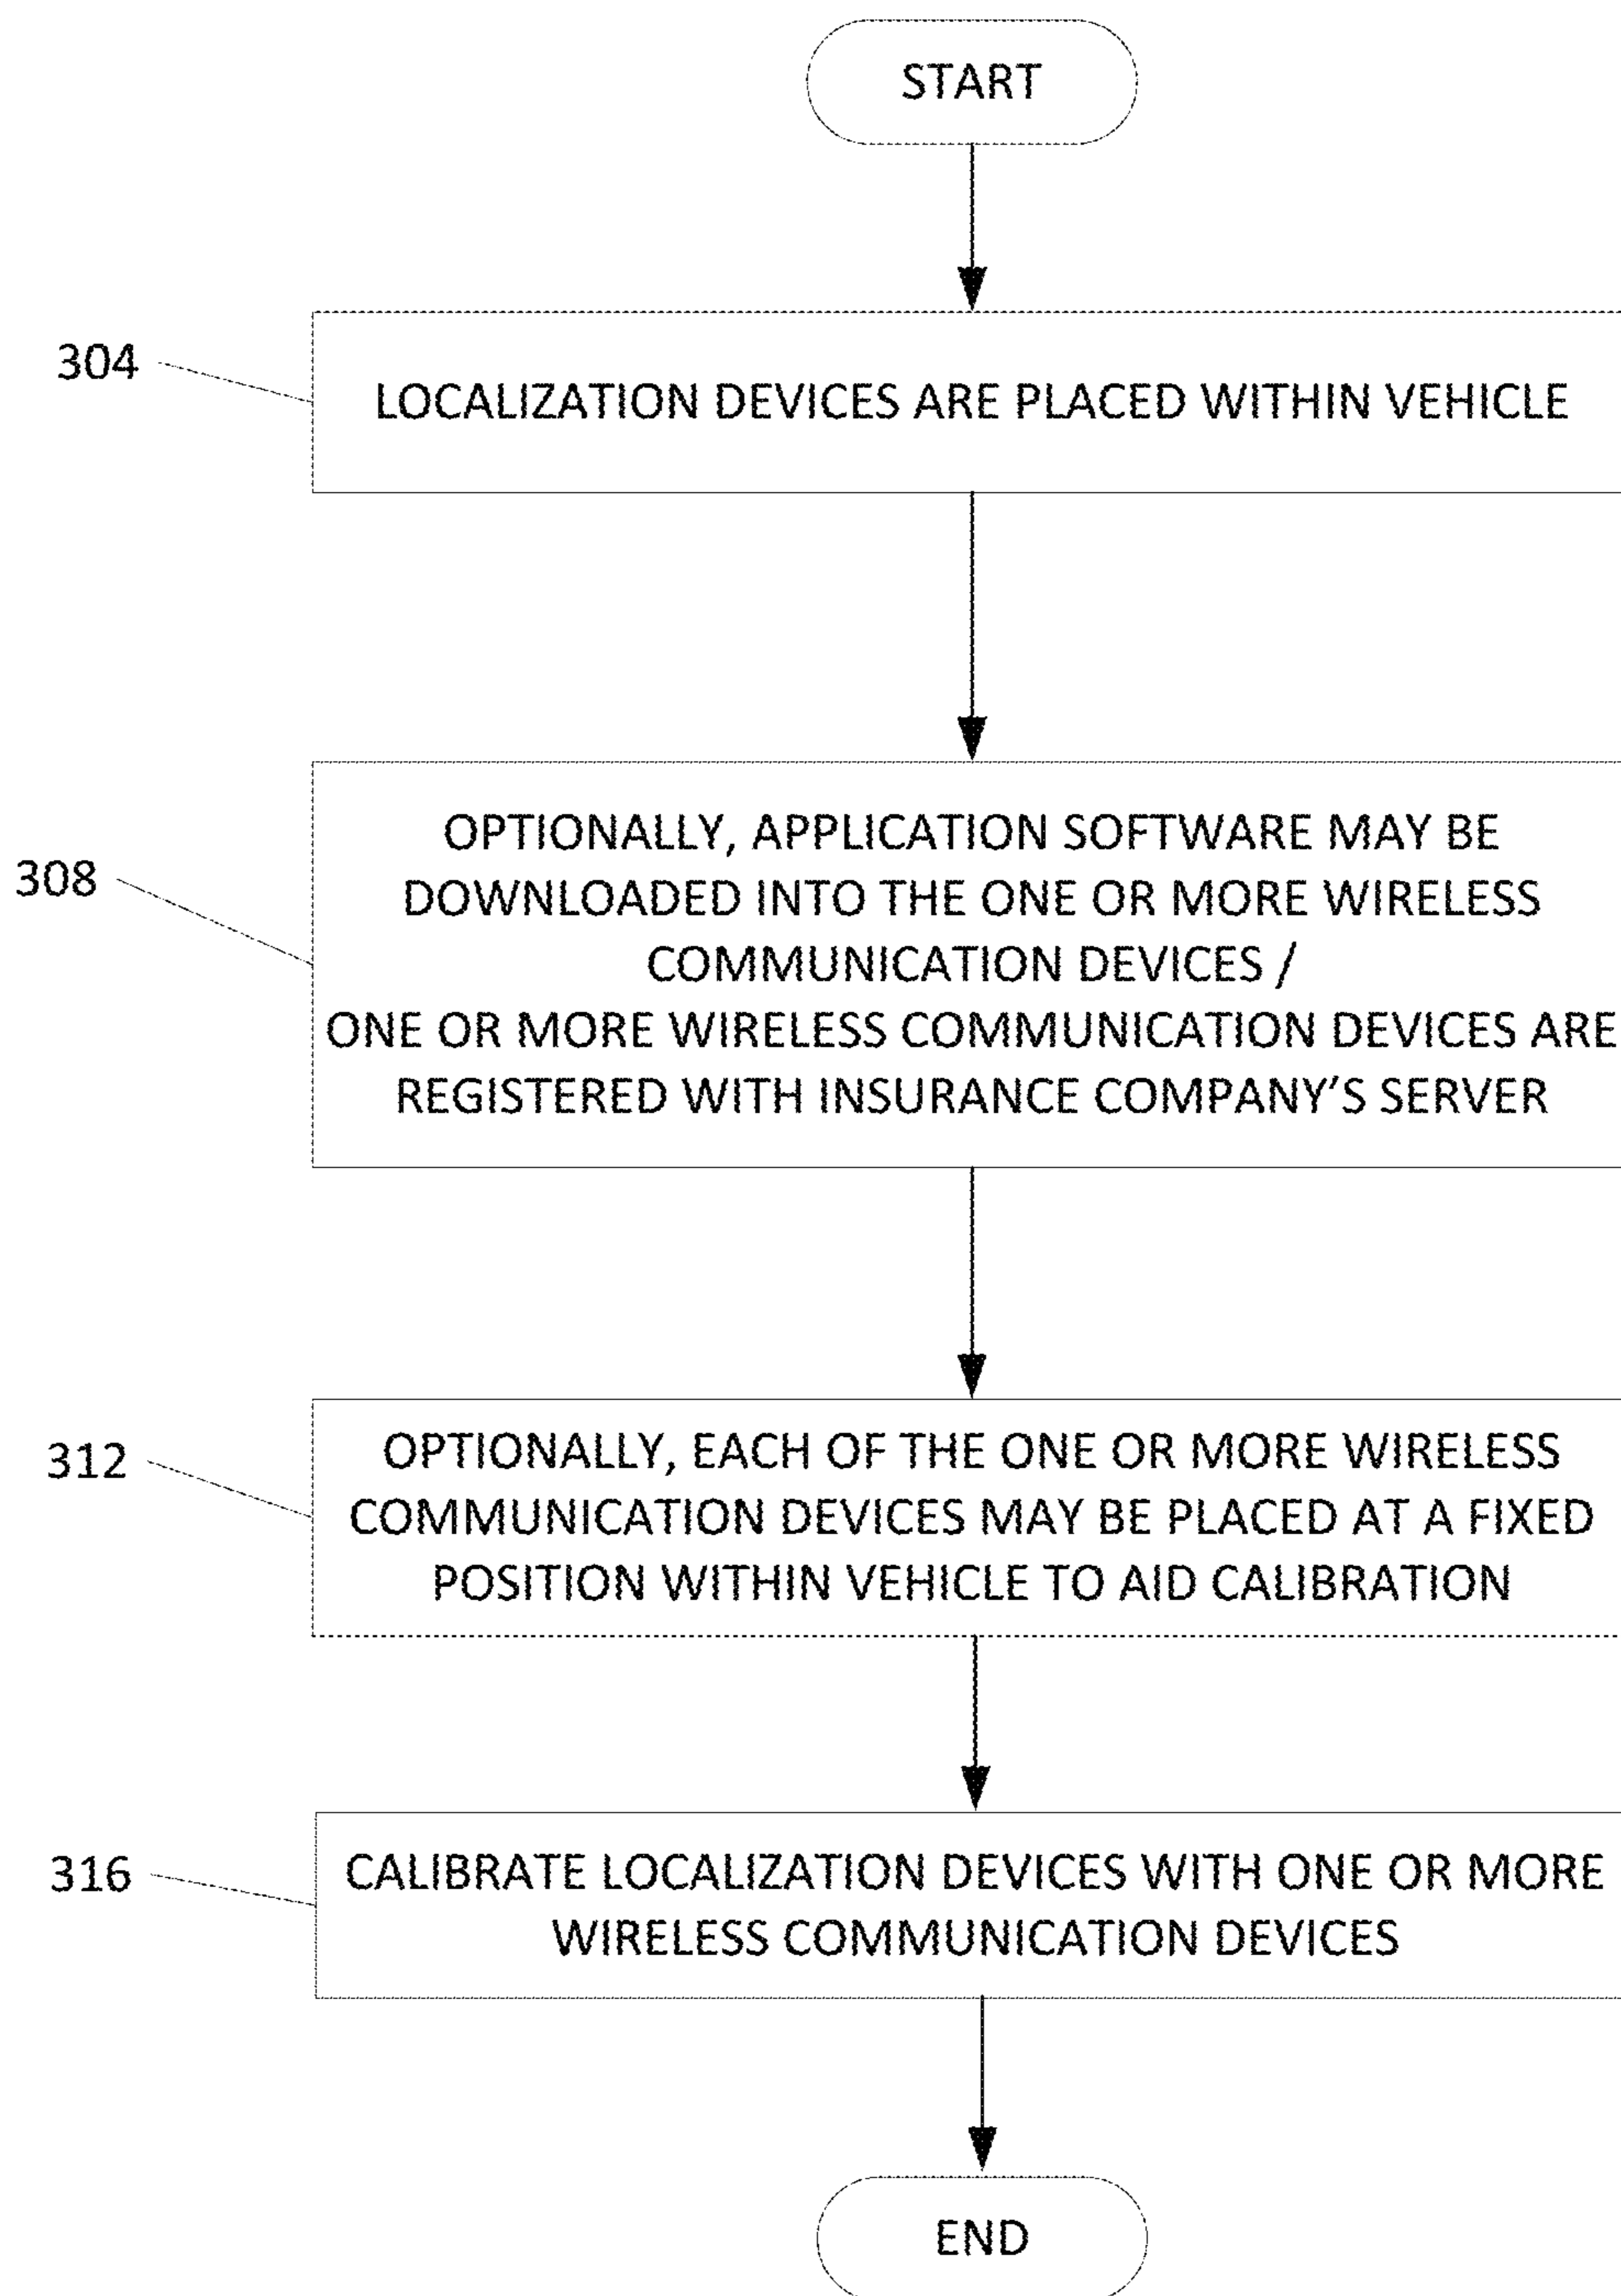 START
304
LOCALIZATION DEVICES ARE PLACED WITHIN VEHICLE
308
OPTIONALLY, APPLICATION SOFTWARE MAY BE
DOWNLOADED INTO THE ONE OR MORE WIRELESS
COMMUNICATION DEVICES /
ONE OR MORE WIRELESS COMMUNICATION DEVICES ARE
REGISTERED WITH INSURANCE COMPANY'S SERVER
312
OPTIONALLY, EACH OF THE ONE OR MORE WIRELESS
COMMUNICATION DEVICES MAY BE PLACED AT A FIXED
POSITION WITHIN VEHICLE TO AID CALIBRATION
316
CALIBRATE LOCALIZATION DEVICES WITH ONE OR MORE
WIRELESS COMMUNICATION DEVICES
END